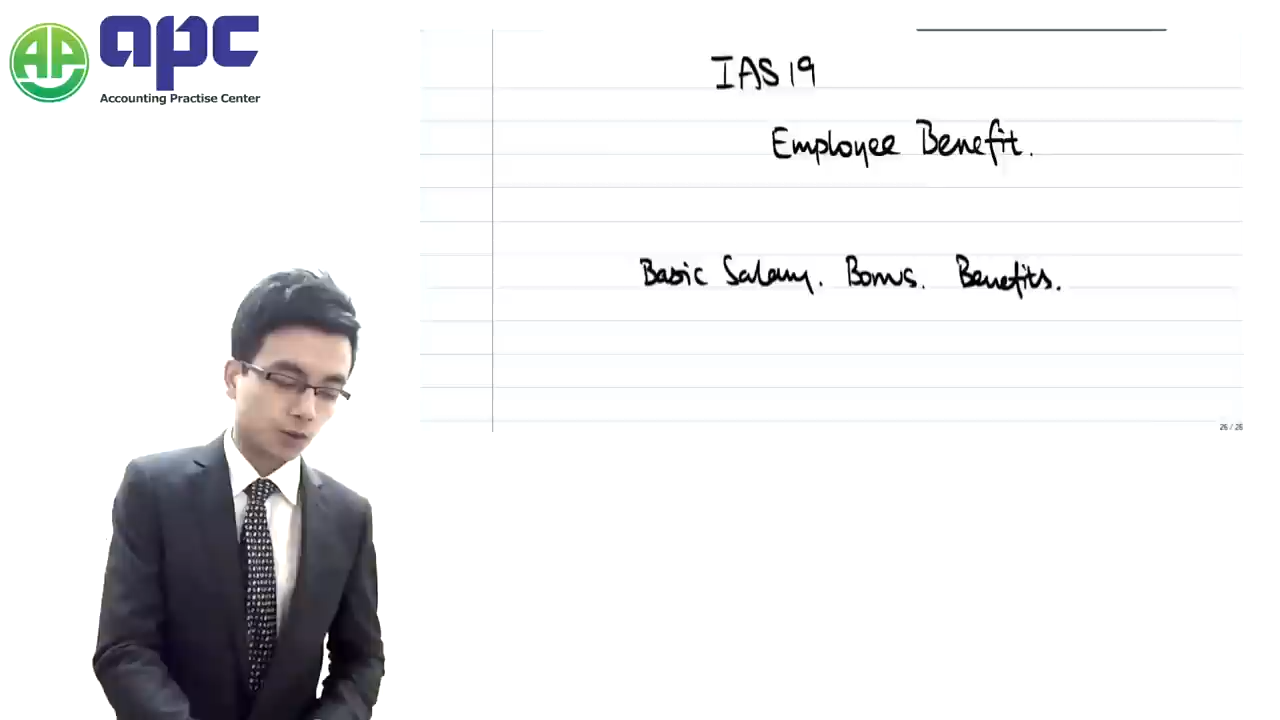 apc
Accounting Practise Center
IAS 19
Employee Benefit.
Basic Salary. Bonus. Benefits.
26 / 26